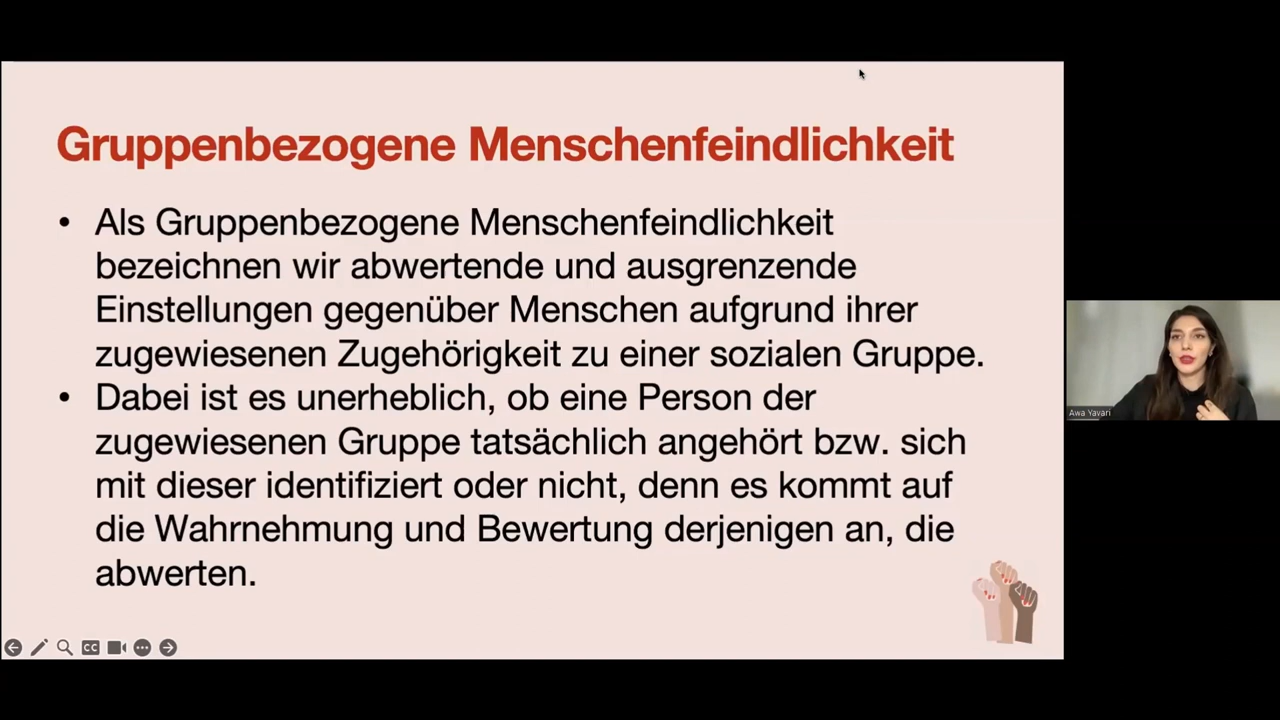 Gruppenbezogene Menschenfeindlichkeit
• Als Gruppenbezogene Menschenfeindlichkeit
bezeichnen wir abwertende und ausgrenzende
Einstellungen gegenüber Menschen aufgrund ihrer
zugewiesenen Zugehörigkeit zu einer sozialen Gruppe.
• Dabei ist es unerheblich, ob eine Person der
zugewiesenen Gruppe tatsächlich angehört bzw. sich
mit dieser identifiziert oder nicht, denn es kommt auf
die Wahrnehmung und Bewertung derjenigen an, die
abwerten.
Awa Yavari
CC